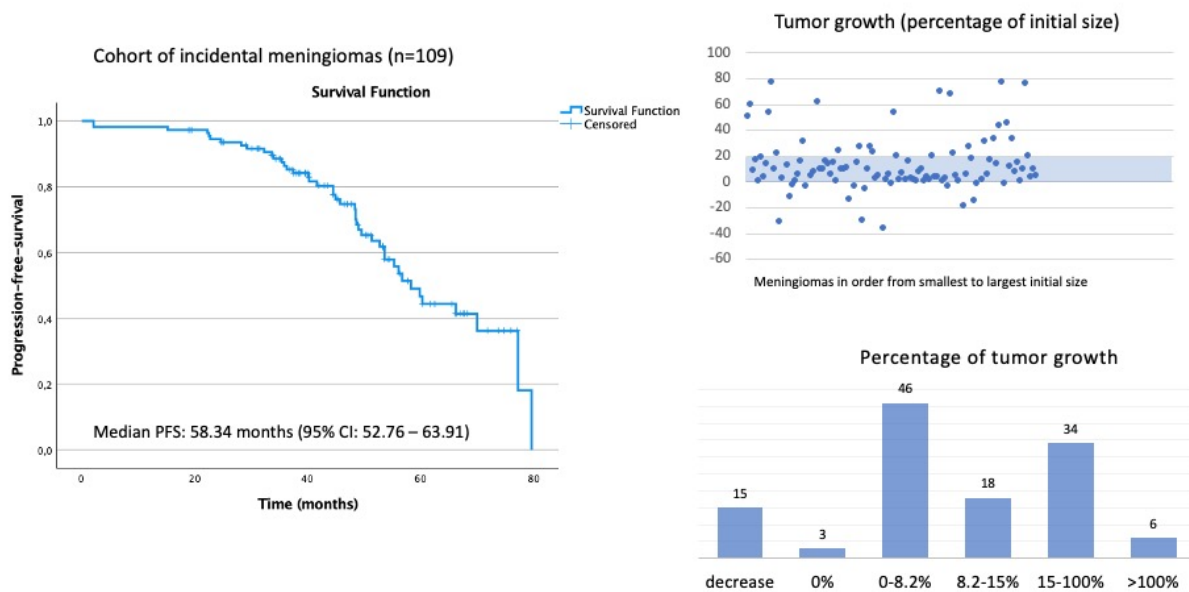 Cohort of incidental meningiomas (n=109)
Survival Function
Survival Function
Censored
Progression-free-survival
1,0
0,8
0,6
0,4
0,2
0,0
Median PFS: 58.34 months (95% CI: 52.76 – 63.91)
0 20 40 60 80
Time (months)
Tumor growth (percentage of initial size)
100
80
60
40
20
0
-20
-40
-60
Meningiomas in order from smallest to largest initial size
Percentage of tumor growth
15 3 46 18 34 6
decrease 0% 0-8.2% 8.2-15% 15-100% >100%